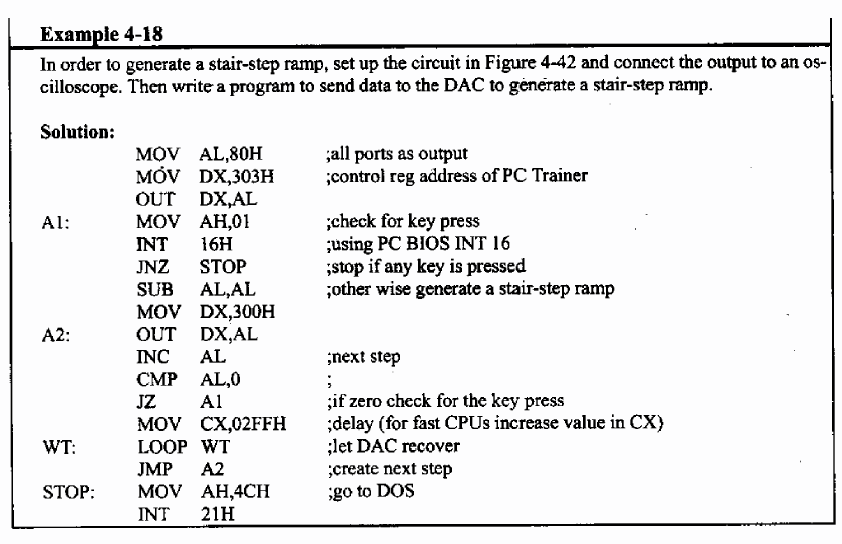 Example 4-18
In order to generate a stair-step ramp, set up the circuit in Figure 4-42 and connect the output to an os-
cilloscope. Then write a program to send data to the DAC to generate a stair-step ramp.
Solution:
MOV AL,80H ;all ports as output
MOV DX,303H ;control reg address of PC Trainer
OUT DX,AL
A1: MOV AH,01 ;check for key press
INT 16H ;using PC BIOS INT 16
JNZ STOP ;stop if any key is pressed
SUB AL,AL ;other wise generate a stair-step ramp
MOV DX,300H
A2: OUT DX,AL
INC AL ;next step
CMP AL,0 ;
JZ A1 ;if zero check for the key press
MOV CX,02FFH ;delay (for fast CPUs increase value in CX)
WT: LOOP WT ;let DAC recover
JMP A2 ;create next step
STOP: MOV AH,4CH ;go to DOS
INT 21H